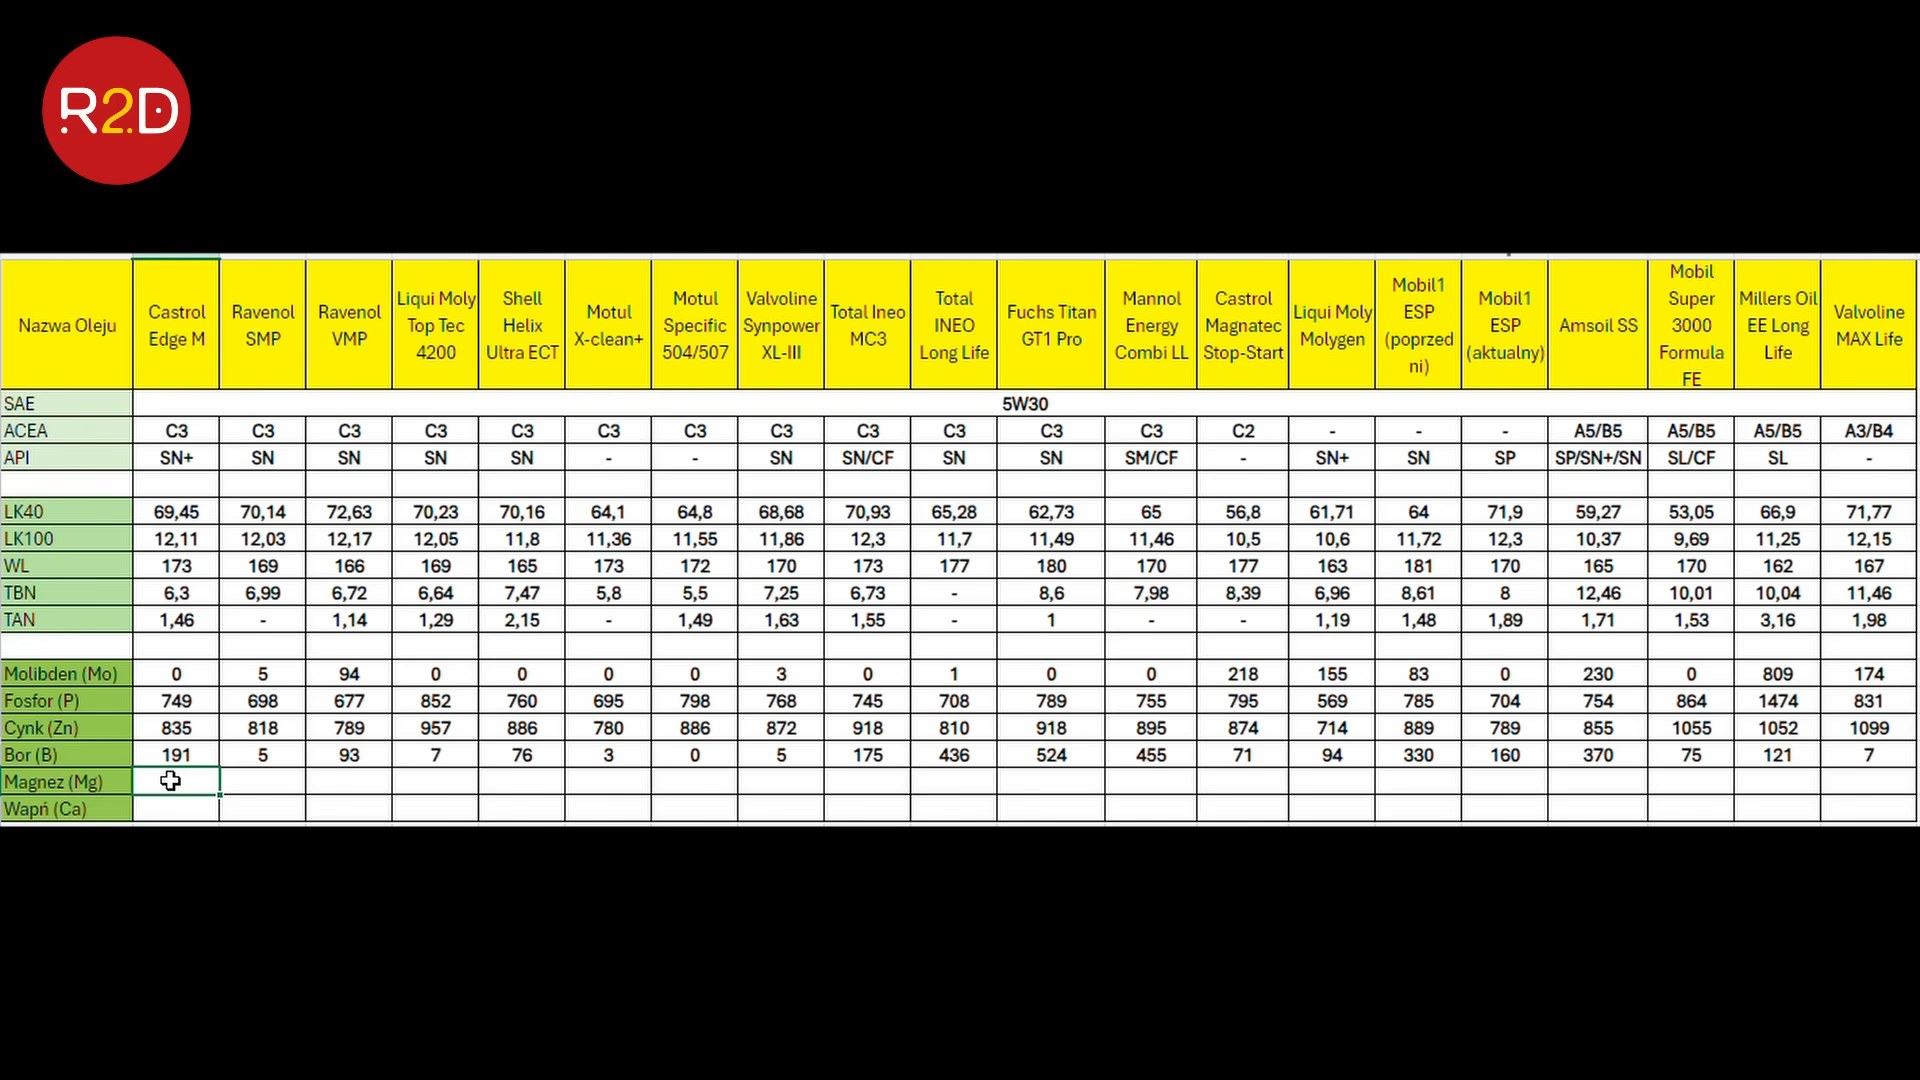 R2D
Nazwa Oleju Castrol Edge M Ravenol SMP Ravenol VMP Liqui Moly Top Tec 4200 Shell Helix Ultra ECT Motul X-clean+ Motul Specific 504/507 Valvoline Synpower XL-III Total Ineo MC3 Total INEO Long Life Fuchs Titan GT1 Pro Mannol Energy Combi LL Castrol Magnatec Stop-Start Liqui Moly Molygen Mobil1 ESP (poprzed ni) Mobil1 ESP (aktualny) Amsoil SS Mobil Super 3000 Formula FE Millers Oil EE Long Life Valvoline MAX Life
SAE 5W30
ACEA C3 C3 C3 C3 C3 C3 C3 C3 C3 C3 C3 C3 C2 - - - A5/B5 A5/B5 A5/B5 A3/B4
API SN+ SN SN SN SN - - SN SN/CF SN SN SM/CF - SN+ SN SP SP/SN+/SN SL/CF SL -
LK40 69,45 70,14 72,63 70,23 70,16 64,1 64,8 68,68 70,93 65,28 62,73 65 56,8 61,71 64 71,9 59,27 53,05 66,9 71,77
LK100 12,11 12,03 12,17 12,05 11,8 11,36 11,55 11,86 12,3 11,7 11,49 11,46 10,5 10,6 11,72 12,3 10,37 9,69 11,25 12,15
WL 173 169 166 169 165 173 172 170 173 177 180 170 177 163 181 170 165 170 162 167
TBN 6,3 6,99 6,72 6,64 7,47 5,8 5,5 7,25 6,73 - 8,6 7,98 8,39 6,96 8,61 8 12,46 10,01 10,04 11,46
TAN 1,46 - 1,14 1,29 2,15 - 1,49 1,63 1,55 - 1 - - 1,19 1,48 1,89 1,71 1,53 3,16 1,98
Molibden (Mo) 0 5 94 0 0 0 0 3 0 1 0 0 218 155 83 0 230 0 809 174
Fosfor (P) 749 698 677 852 760 695 798 768 745 708 789 755 795 569 785 704 754 864 1474 831
Cynk (Zn) 835 818 789 957 886 780 886 872 918 810 918 895 874 714 889 789 855 1055 1052 1099
Bor (B) 191 5 93 7 76 3 0 5 175 436 524 455 71 94 330 160 370 75 121 7
Magnez (Mg)
Wapń (Ca)